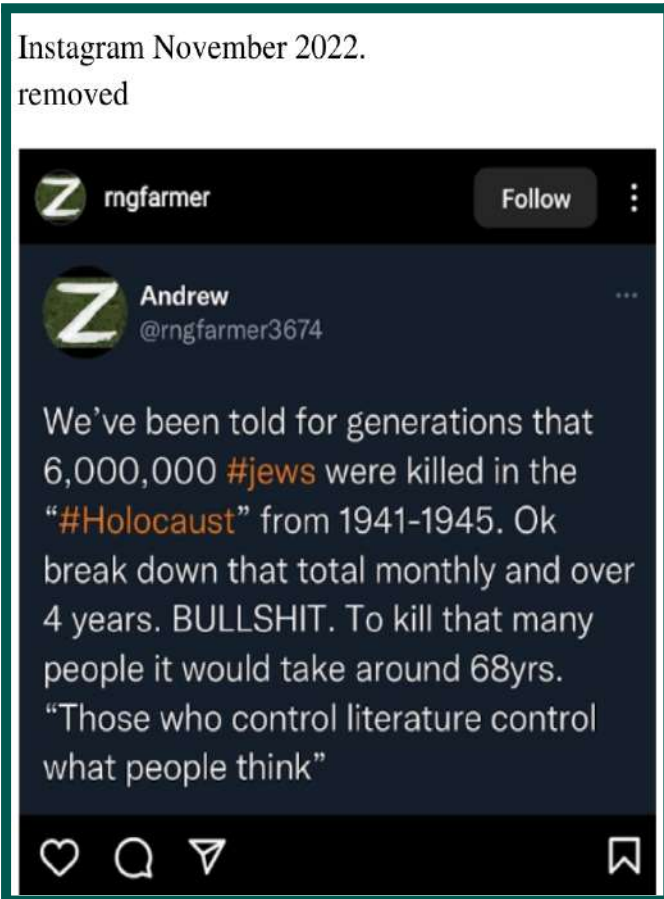 Instagram November 2022.
removed
rngfarmer
Follow
Andrew
@rngfarmer3674
We’ve been told for generations that
6,000,000 #jews were killed in the
“#Holocaust” from 1941-1945. Ok
break down that total monthly and over
4 years. BULLSHIT. To kill that many
people it would take around 68yrs.
“Those who control literature control
what people think”